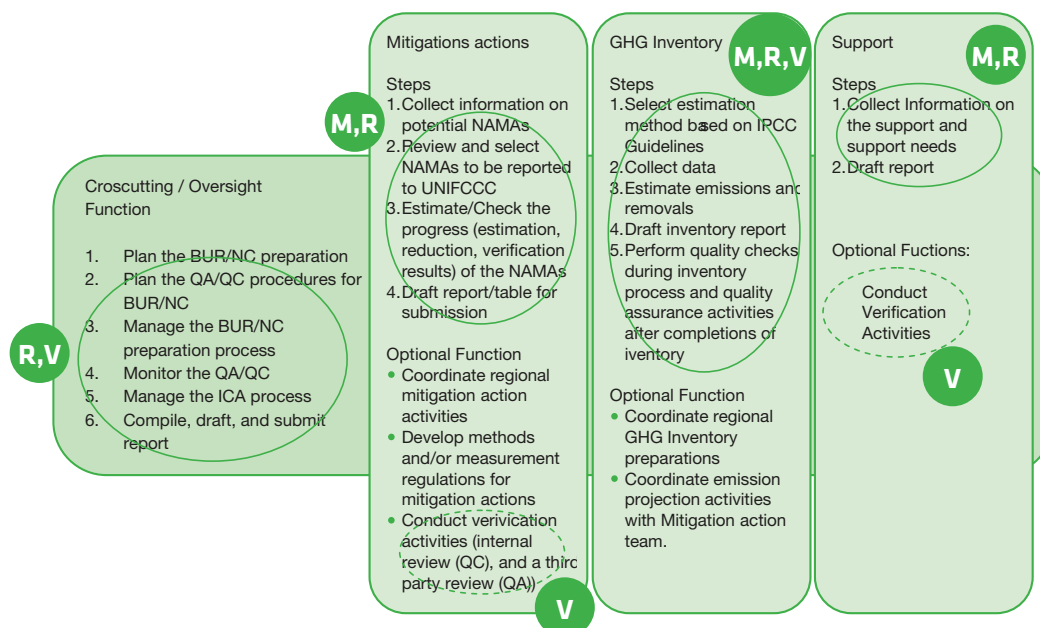 Croscutting / Oversight
Function
1. Plan the BUR/NC preparation
2. Plan the QA/QC procedures for
BUR/NC
3. Manage the BUR/NC
preparation process
4. Monitor the QA/QC
5. Manage the ICA process
6. Compile, draft, and submit
report
R,V
Mitigations actions
Steps
1.Collect information on
potential NAMAs
2.Review and select
NAMAs to be reported
to UNIFCCC
3.Estimate/Check the
progress (estimation,
reduction, verification
results) of the NAMAs
4.Draft report/table for
submission
M,R
Optional Function
• Coordinate regional
mitigation action
activities
• Develop methods
and/or measurement
regulations for
mitigation actions
• Conduct verivication
activities (internal
review (QC), and a third
party review (QA))
V
GHG Inventory
M,R,V
Steps
1.Select estimation
method based on IPCC
Guidelines
2.Collect data
3.Estimate emissions and
removals
4.Draft inventory report
5.Perform quality checks
during inventory
process and quality
assurance activities
after completions of
iventory
Optional Function
• Coordinate regional
GHG Inventory
preparations
• Coordinate emission
projection activities
with Mitigation action
team.
Support
M,R
Steps
1.Collect Information on
the support and
support needs
2.Draft report
Optional Fuctions:
Conduct
Verification
Activities
V